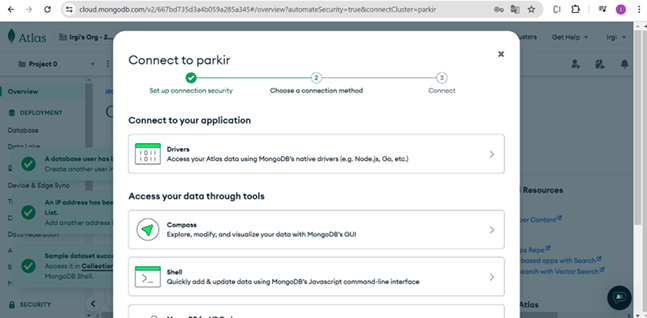 cloud.mongodb.com/v2/667bd735d3a4b059a285a345#/overview?automateSecurity=true&connectCluster=parkir
Atlas
Irgi's Org - 2...
Clusters
Get Help
Irgi
Project 0
Overview
DEPLOYMENT
Database
Data Lake
A database user has b
Create another user in
Device & Edge Sync
An IP address has been
List.
Add another address
Data Federation
Sample dataset succ
Access it in Collection
MongoDB Shell.
SECURITY
Connect to parkir
2
3
Set up connection security
Choose a connection method
Connect
Connect to your application
Drivers
Access your Atlas data using MongoDB's native drivers (e.g. Node.js, Go, etc.)
Access your data through tools
Compass
Explore, modify, and visualize your data with MongoDB's GUI
Shell
Quickly add & update data using MongoDB's Javascript command-line interface
Resources
per Content
ps Repo
based apps with Search
search with Vector Search
Atlas